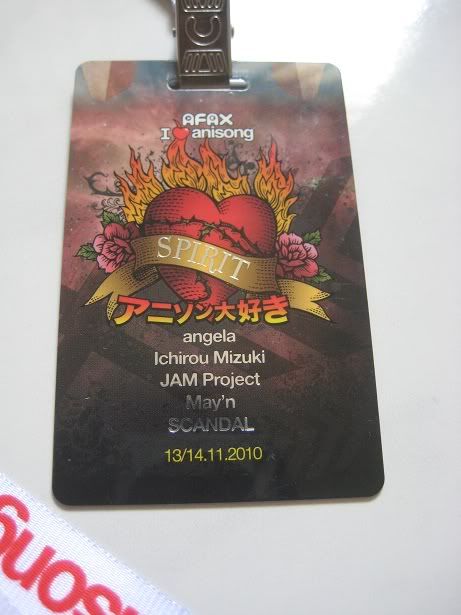 AFAX
I anisong
SPIRIT
アニソン大好き
angela
Ichirou Mizuki
JAM Project
May'n
SCANDAL
13/14.11.2010
song